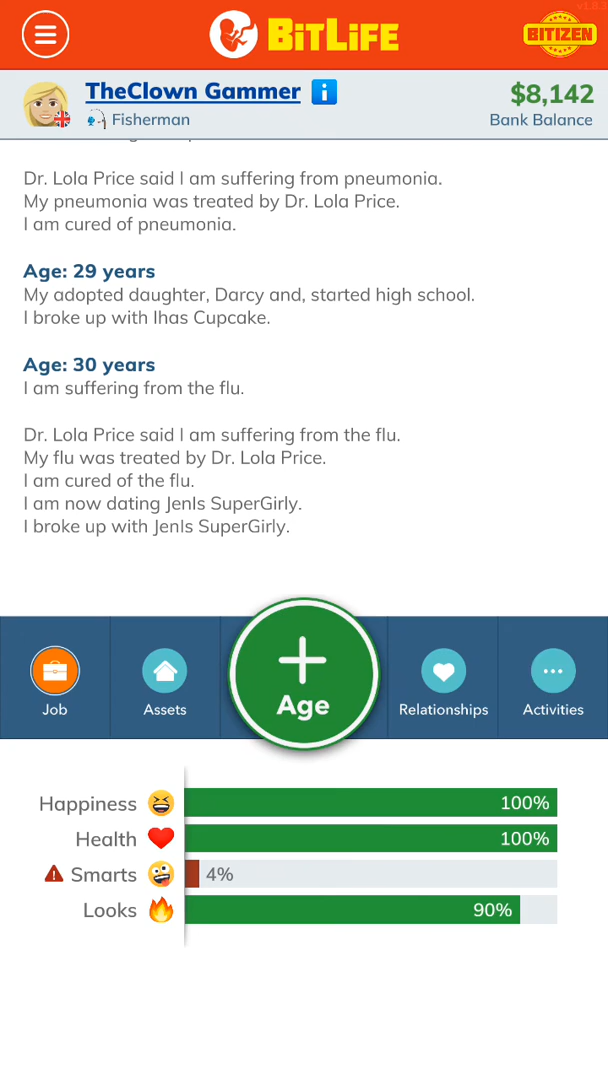 v1.8.3
BiTLiFE
BITIZEN
TheClown Gammer
$8,142
Fisherman
Bank Balance
Dr. Lola Price said I am suffering from pneumonia.
My pneumonia was treated by Dr. Lola Price.
I am cured of pneumonia.
Age: 29 years
My adopted daughter, Darcy and, started high school.
I broke up with Ihas Cupcake.
Age: 30 years
I am suffering from the flu.
Dr. Lola Price said I am suffering from the flu.
My flu was treated by Dr. Lola Price.
I am cured of the flu.
I am now dating JenIs SuperGirly.
I broke up with JenIs SuperGirly.
Job
Assets
Age
Relationships
Activities
Happiness 100%
Health 100%
Smarts 4%
Looks 90%